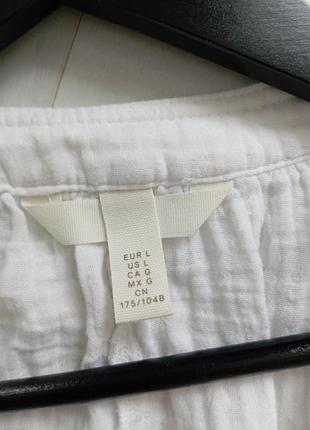 EUR L
US L
CA G
MX G
CN
175/104B